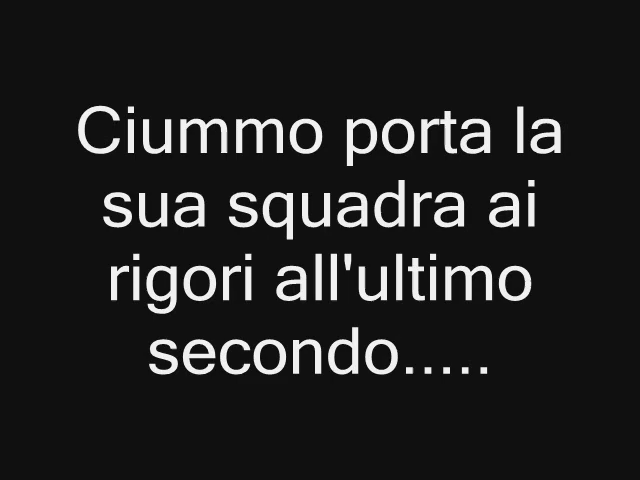 Ciummo porta la
sua squadra ai
rigori all'ultimo
secondo.....